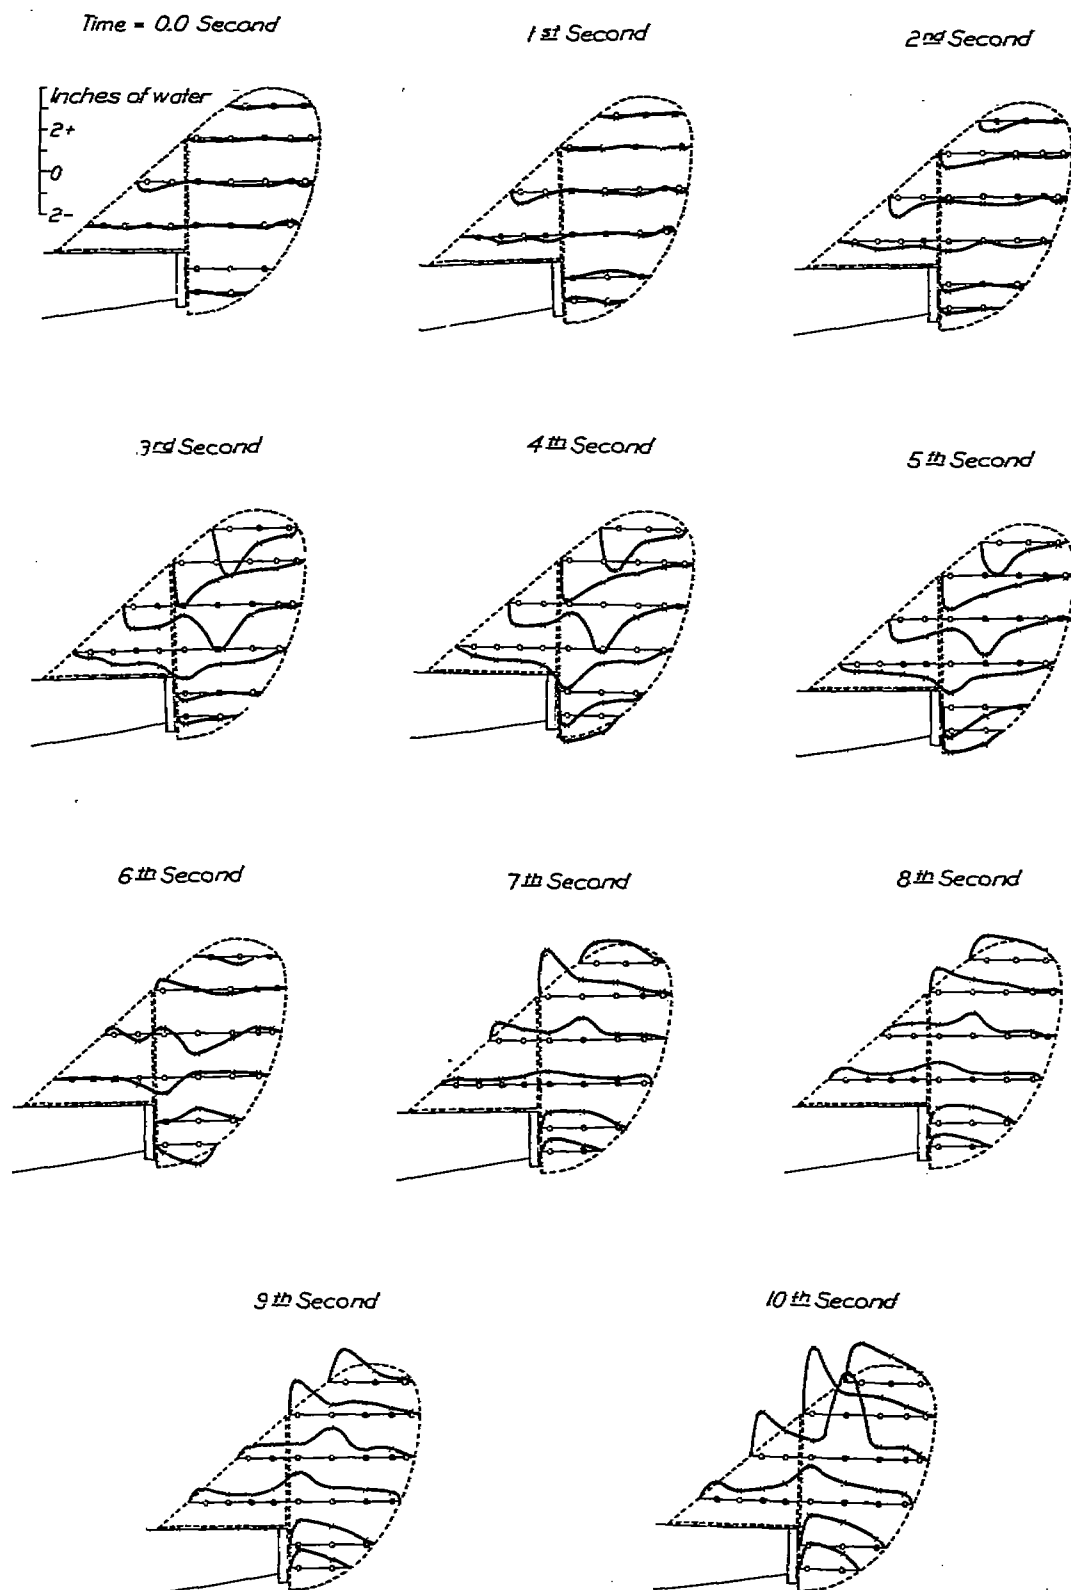 Time = 0.0 Second
1st Second
2nd Second
Inches of water
2+
0
2-
3rd Second
4th Second
5th Second
6th Second
7th Second
8th Second
9th Second
10th Second